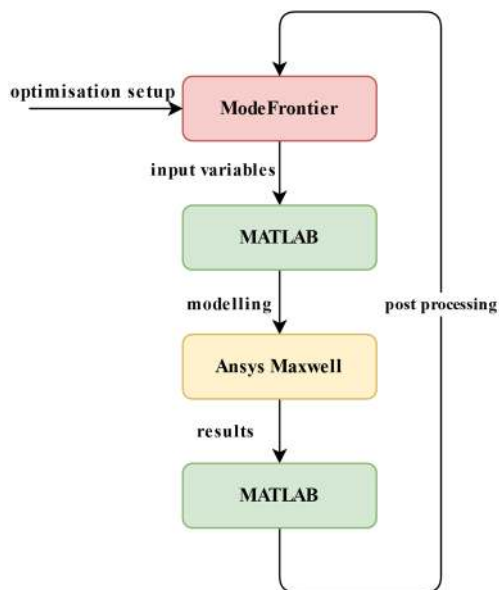 optimisation setup
ModeFrontier
input variables
MATLAB
modelling
post processing
Ansys Maxwell
results
MATLAB